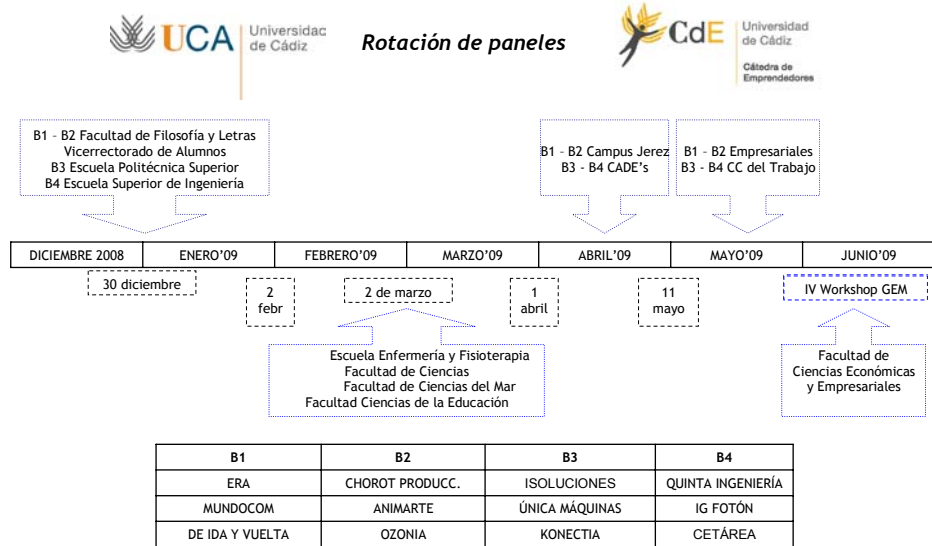 UCA
Universidad
de Cádiz
Rotación de paneles
CdE
Universidad
de Cádiz
Cátedra de
Emprendedores
B1 - B2 Facultad de Filosofía y Letras
Vicerrectorado de Alumnos
B3 Escuela Politécnica Superior
B4 Escuela Superior de Ingeniería
B1 - B2 Campus Jerez
B3 - B4 CADE's
B1 - B2 Empresariales
B3 - B4 CC del Trabajo
DICIEMBRE 2008 ENERO'09 FEBRERO'09 MARZO'09 ABRIL'09 MAYO'09 JUNIO'09
30 diciembre
2
febr
2 de marzo
1
abril
11
mayo
IV Workshop GEM
Escuela Enfermería y Fisioterapia
Facultad de Ciencias
Facultad de Ciencias del Mar
Facultad Ciencias de la Educación
Facultad de
Ciencias Económicas
y Empresariales
B1 B2 B3 B4
ERA CHOROT PRODUCC. ISOLUCIONES QUINTA INGENIERÍA
MUNDOCOM ANIMARTE ÚNICA MÁQUINAS IG FOTÓN
DE IDA Y VUELTA OZONIA KONECTIA CETÁREA